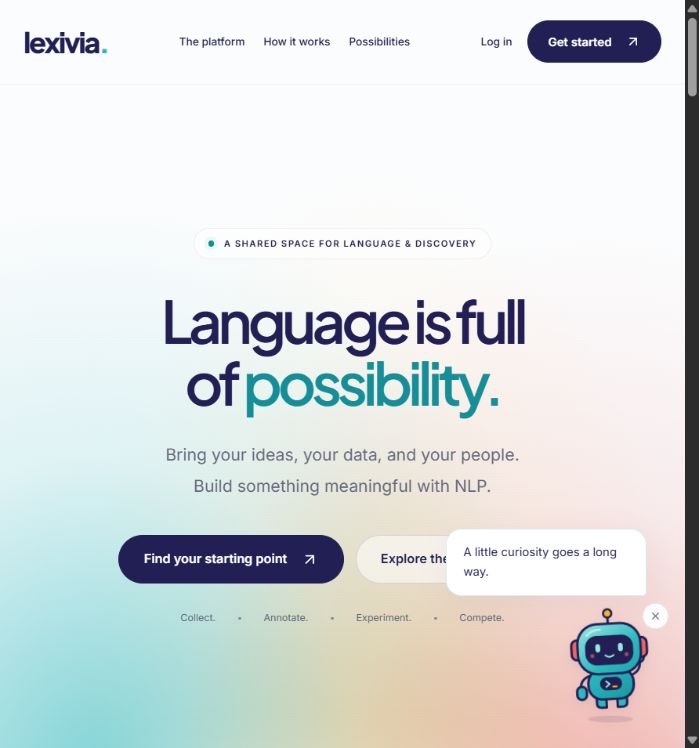 lexivia.
The platform
How it works
Possibilities
Log in
Get started
A SHARED SPACE FOR LANGUAGE & DISCOVERY
Language is full
of possibility.
Bring your ideas, your data, and your people.
Build something meaningful with NLP.
Find your starting point
Explore the
A little curiosity goes a long
way.
Collect. • Annotate. • Experiment. • Compete.